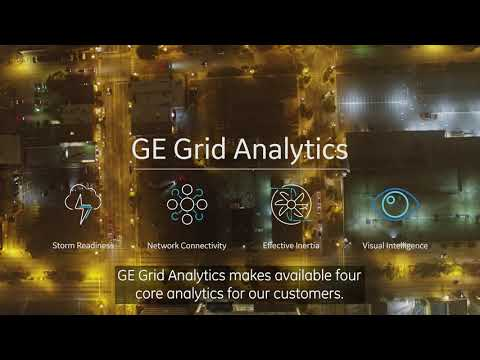 GE Grid Analytics
Storm Readiness
Network Connectivity
Effective Inertia
Visual Intelligence
GE Grid Analytics makes available four
core analytics for our customers.